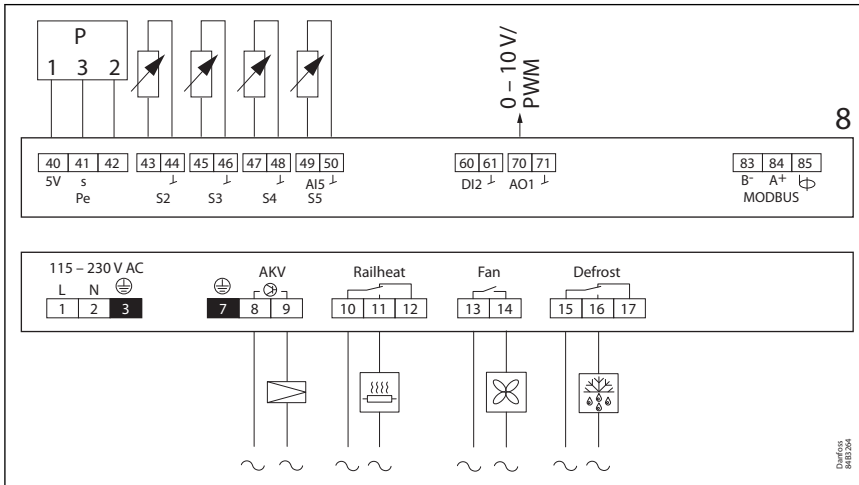 P
1 3 2
0 – 10 V/
PWM
8
40 41 42 43 44 45 46 47 48 49 50 60 61 70 71 83 84 85
5V s AI5 DI2 AO1 B- A+
Pe S2 S3 S4 S5 MODBUS
115 – 230 V AC AKV Railheat Fan Defrost
L N
1 2 3 7 8 9 10 11 12 13 14 15 16 17
Danfoss
84B3264